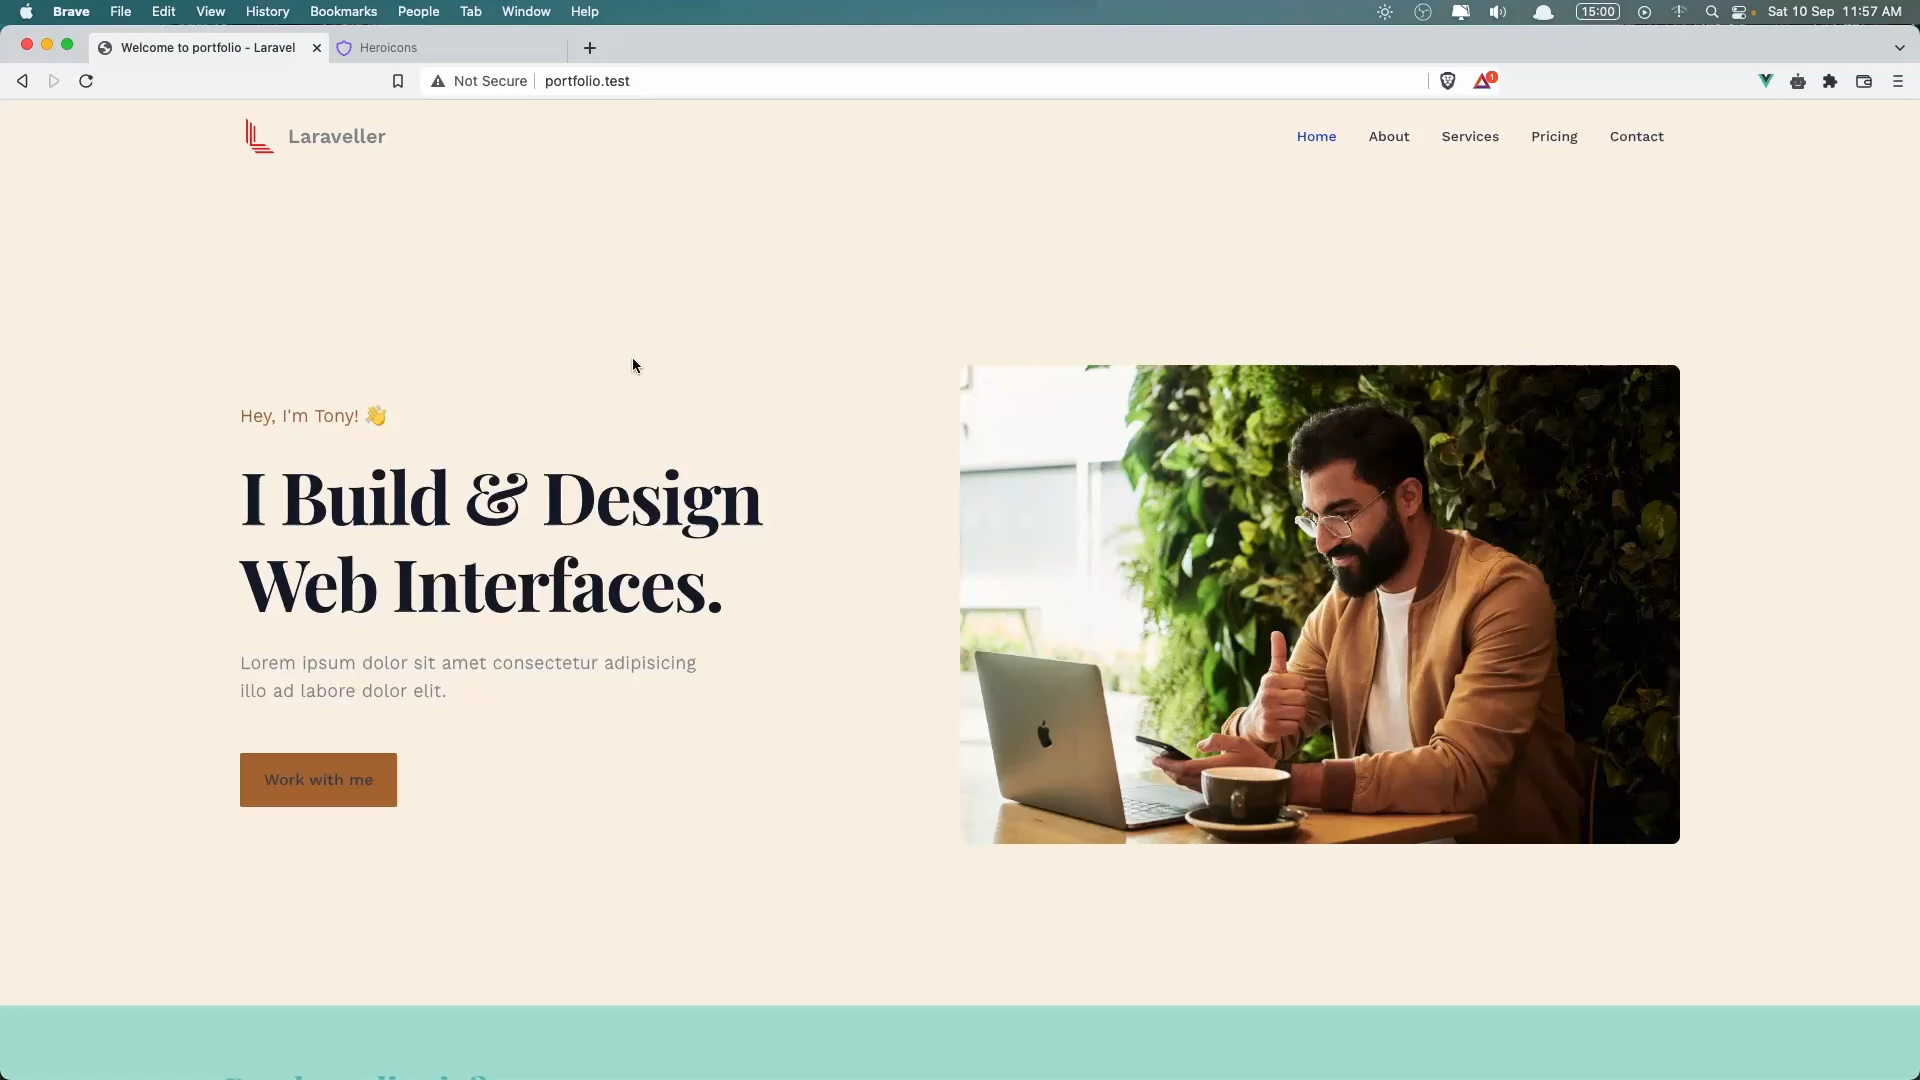 Brave File Edit View History Bookmarks People Tab Window Help 15:00 Sat 10 Sep 11:57 AM
Welcome to portfolio - Laravel Heroicons
Not Secure portfolio.test 1
Laraveller Home About Services Pricing Contact
Hey, I'm Tony! 👋
I Build & Design
Web Interfaces.
Lorem ipsum dolor sit amet consectetur adipisicing
illo ad labore dolor elit.
Work with me